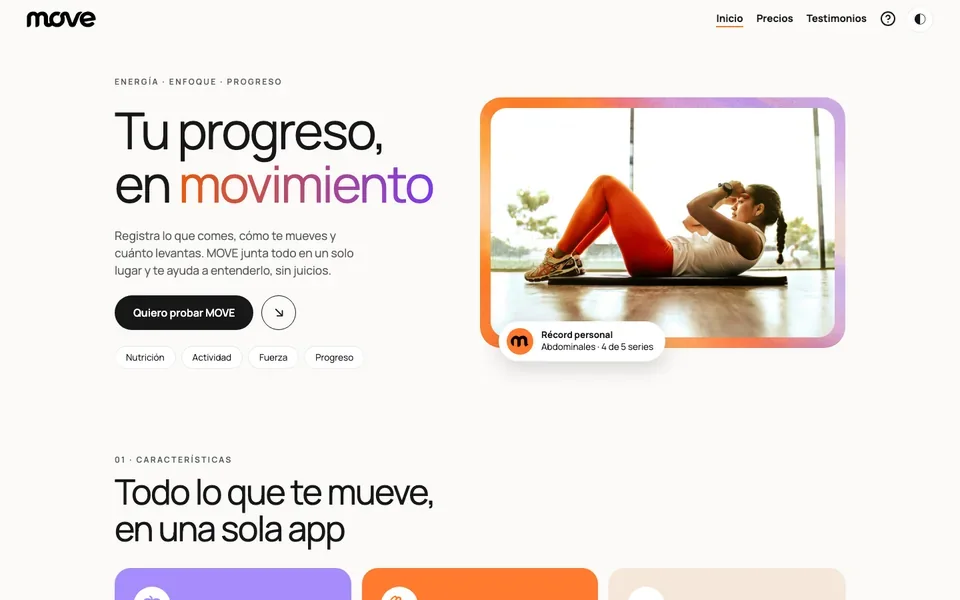 move
Inicio
Precios
Testimonios
?
ENERGÍA · ENFOQUE · PROGRESO
Tu progreso,
en movimiento
Registra lo que comes, cómo te mueves y
cuánto levantas. MOVE junta todo en un solo
lugar y te ayuda a entenderlo, sin juicios.
Quiero probar MOVE
Nutrición
Actividad
Fuerza
Progreso
m
Récord personal
Abdominales · 4 de 5 series
01 · CARACTERÍSTICAS
Todo lo que te mueve,
en una sola app